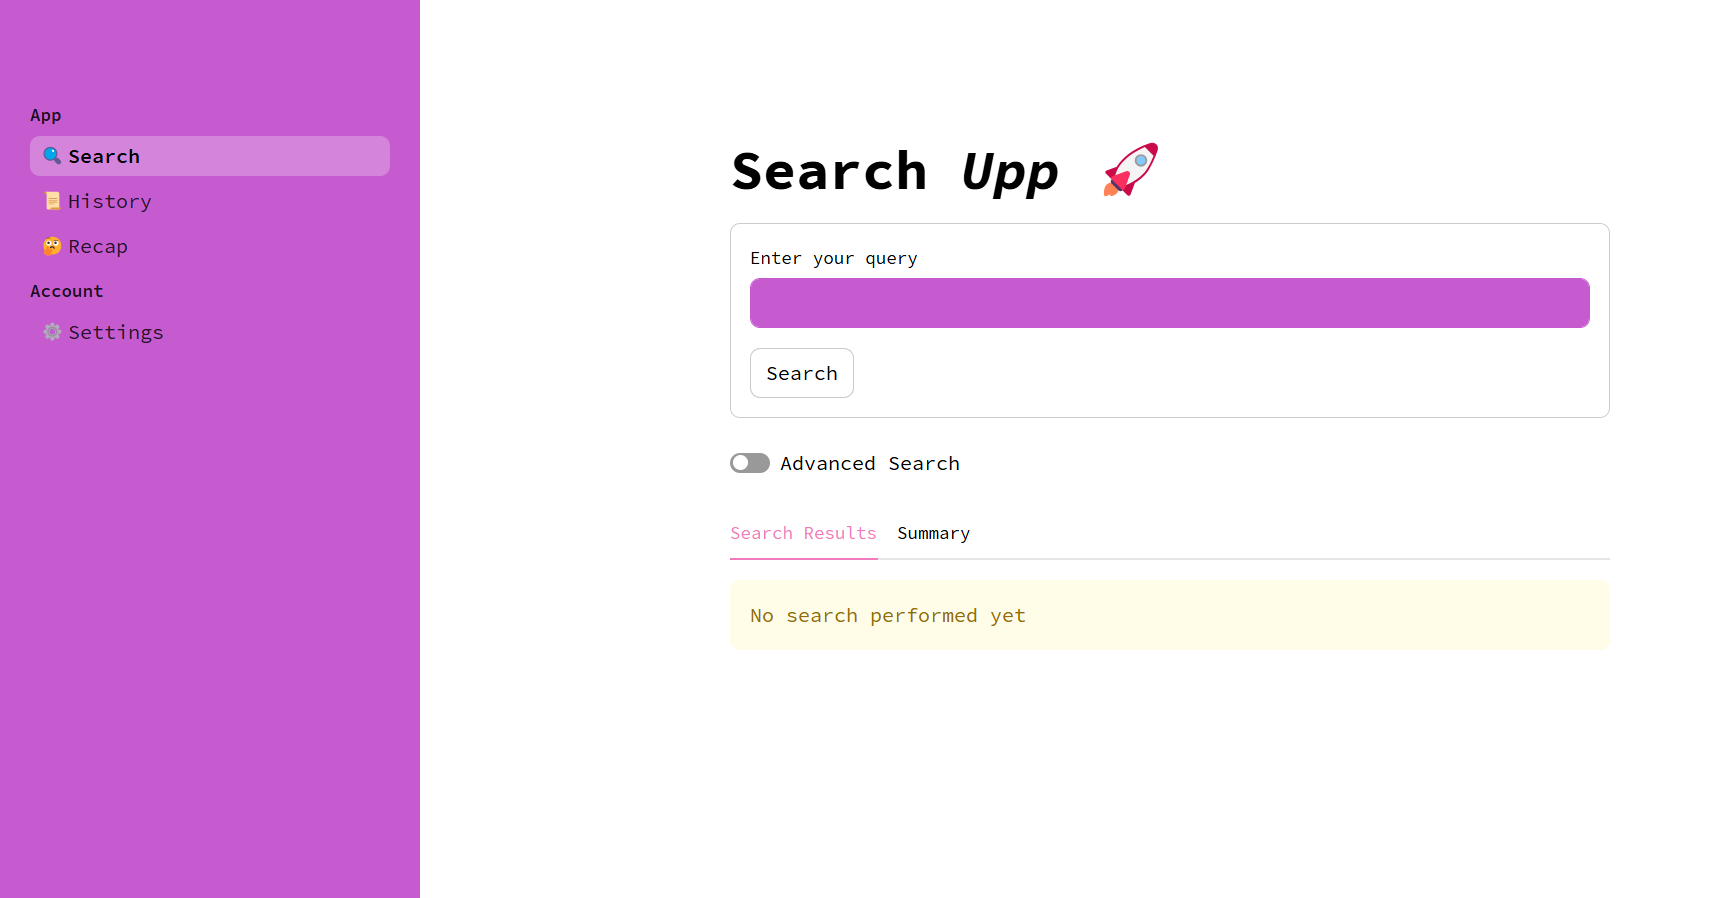 App
Search
History
Recap
Account
Settings
Search Upp
Enter your query
Search
Advanced Search
Search Results Summary
No search performed yet